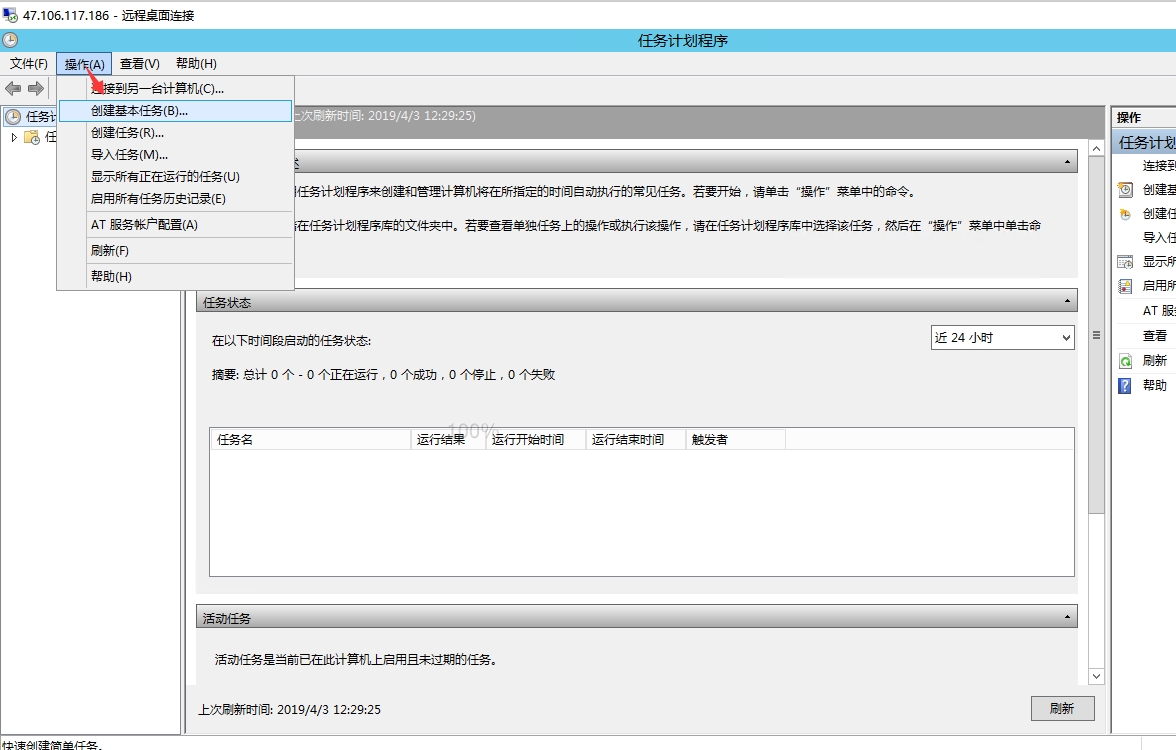 47.106.117.186 - 远程桌面连接
任务计划程序
文件(F) 操作(A) 查看(V) 帮助(H)
连接到另一台计算机(C)...
创建基本任务(B)...
创建任务(R)...
导入任务(M)...
显示所有正在运行的任务(U)
启用所有任务历史记录(E)
AT 服务帐户配置(A)
刷新(F)
帮助(H)
任务计
任
上次刷新时间: 2019/4/3 12:29:25)
任务计划程序来创建和管理计算机将在所指定的时间自动执行的常见任务。若要开始，请单击“操作”菜单中的命令。
在任务计划程序库的文件夹中。若要查看单独任务上的操作或执行该操作，请在任务计划程序库中选择该任务，然后在“操作”菜单中单击命
任务状态
在以下时间段启动的任务状态:
近 24 小时
摘要: 总计 0 个 - 0 个正在运行，0 个成功，0 个停止，0 个失败
100%
任务名 运行结果 运行开始时间 运行结束时间 触发者
活动任务
活动任务是当前已在此计算机上启用且未过期的任务。
上次刷新时间: 2019/4/3 12:29:25
刷新
操作
任务计划
连接到
创建基
创建任
导入任
显示所
启用所
AT 服务
查看
刷新
帮助
快速创建简单任务。